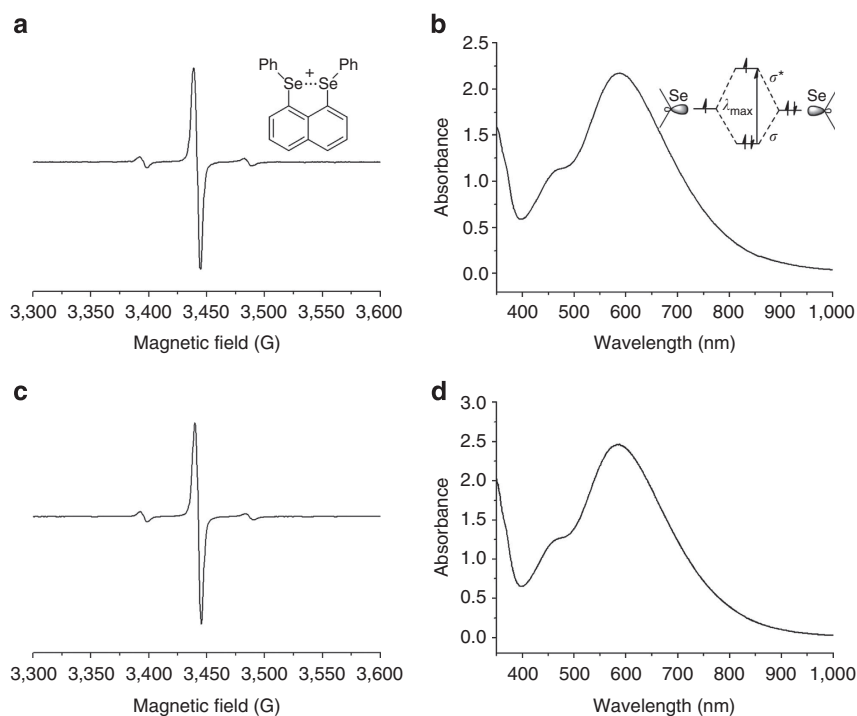 a
Ph
Ph
+
Se
Se
3,300 3,350 3,400 3,450 3,500 3,550 3,600
Magnetic field (G)
b
2.5
2.0
1.5
1.0
0.5
0.0
Absorbance
Se
λmax
σ*
σ
Se
400 500 600 700 800 900 1,000
Wavelength (nm)
c
3,300 3,350 3,400 3,450 3,500 3,550 3,600
Magnetic field (G)
d
3.0
2.5
2.0
1.5
1.0
0.5
0.0
Absorbance
400 500 600 700 800 900 1,000
Wavelength (nm)